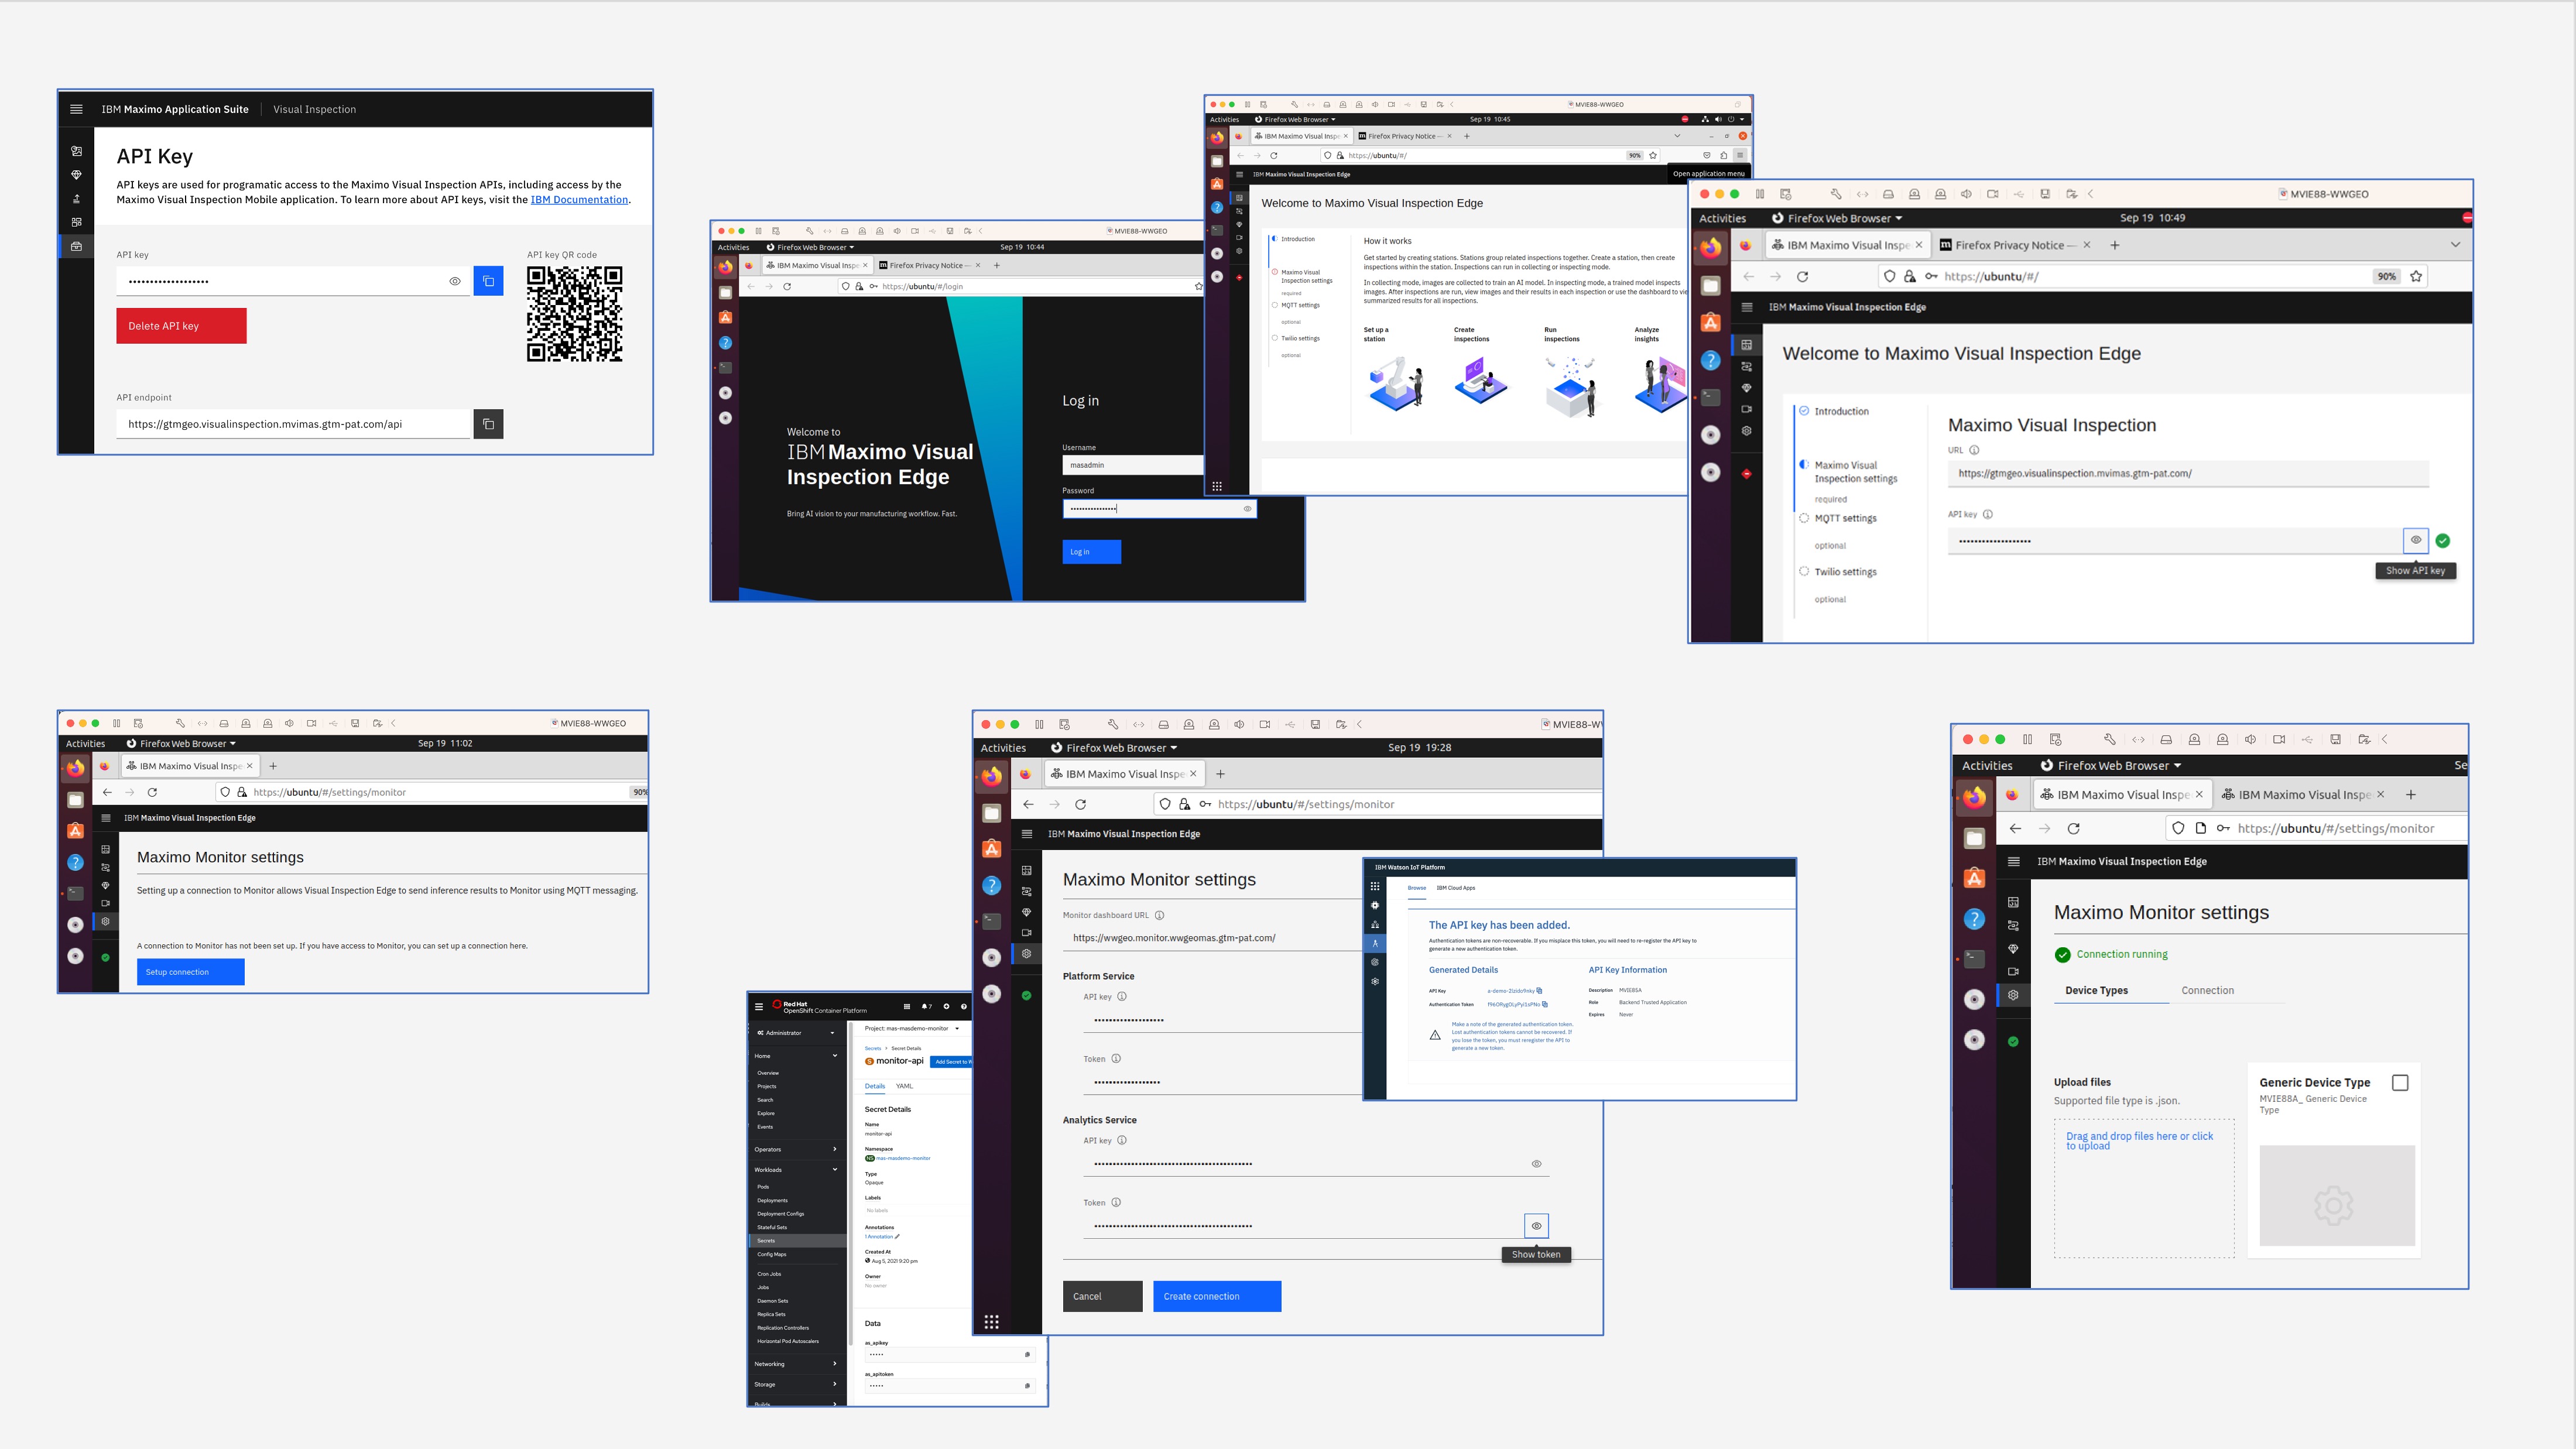 IBM Maximo Application Suite | Visual Inspection
API Key
API keys are used for programatic access to the Maximo Visual Inspection APIs, including access by the
Maximo Visual Inspection Mobile application. To learn more about API keys, visit the IBM Documentation.
API key
API key QR code
Delete API key
API endpoint
https://gtmgeo.visualinspection.mvimas.gtm-pat.com/api
MVIE88-WWGEO
Activities
Firefox Web Browser
Sep 19 10:44
IBM Maximo Visual Inspe
Firefox Privacy Notice —
https://ubuntu/#/login
Welcome to
IBM Maximo Visual
Inspection Edge
Bring AI vision to your manufacturing workflow. Fast.
Log in
Username
masadmin
Password
Log in
MVIE88-WWGEO
Activities
Firefox Web Browser
Sep 19 10:45
IBM Maximo Visual Inspe
Firefox Privacy Notice —
https://ubuntu/#/
90%
Open application menu
IBM Maximo Visual Inspection Edge
Welcome to Maximo Visual Inspection Edge
Introduction
Maximo Visual
Inspection settings
required
MQTT settings
optional
Twilio settings
optional
How it works
Get started by creating stations. Stations group related inspections together. Create a station, then create
inspections within the station. Inspections can run in collecting or inspecting mode.
In collecting mode, images are collected to train an AI model. In inspecting mode, a trained model inspects
images. After inspections are run, view images and their results in each inspection or use the dashboard to vie
summarized results for all inspections.
Set up a
station
Create
inspections
Run
inspections
Analyze
insights
MVIE88-WWGEO
Activities
Firefox Web Browser
Sep 19 10:49
IBM Maximo Visual Inspe
Firefox Privacy Notice —
https://ubuntu/#/
90%
IBM Maximo Visual Inspection Edge
Welcome to Maximo Visual Inspection Edge
Introduction
Maximo Visual
Inspection settings
required
MQTT settings
optional
Twilio settings
optional
Maximo Visual Inspection
URL
https://gtmgeo.visualinspection.mvimas.gtm-pat.com/
API key
Show API key
MVIE88-WWGEO
Activities
Firefox Web Browser
Sep 19 11:02
IBM Maximo Visual Inspe
https://ubuntu/#/settings/monitor
90%
IBM Maximo Visual Inspection Edge
Maximo Monitor settings
Setting up a connection to Monitor allows Visual Inspection Edge to send inference results to Monitor using MQTT messaging.
A connection to Monitor has not been set up. If you have access to Monitor, you can set up a connection here.
Setup connection
Red Hat
OpenShift Container Platform
7
Administrator
Home
Overview
Projects
Search
Explore
Events
Operators
Workloads
Pods
Deployments
Deployment Configs
Stateful Sets
Secrets
Config Maps
Cron Jobs
Jobs
Daemon Sets
Replica Sets
Replication Controllers
Horizontal Pod Autoscalers
Networking
Storage
Builds
Project: mas-masdemo-monitor
Secrets > Secret Details
S monitor-api
Add Secret to W
Details
YAML
Secret Details
Name
monitor-api
Namespace
NS mas-masdemo-monitor
Type
Opaque
Labels
No labels
Annotations
1 Annotation
Created At
Aug 5, 2021 9:20 pm
Owner
No owner
Data
as_apikey
as_apitoken
MVIE88-WW
Activities
Firefox Web Browser
Sep 19 19:28
IBM Maximo Visual Inspe
https://ubuntu/#/settings/monitor
IBM Maximo Visual Inspection Edge
Maximo Monitor settings
Monitor dashboard URL
https://wwgeo.monitor.wwgeomas.gtm-pat.com/
Platform Service
API key
Token
Analytics Service
API key
Token
Show token
Cancel
Create connection
IBM Watson IoT Platform
Browse
IBM Cloud Apps
The API key has been added.
Authentication tokens are non-recoverable. If you misplace this token, you will need to re-register the API key to
generate a new authentication token.
Generated Details
API Key
Authentication Token
Make a note of the generated authentication token.
Lost authentication tokens cannot be recovered. If
you lose the token, you must reregister the API to
generate a new token.
API Key Information
Description MVIE8SA
Role Backend Trusted Application
Expires Never
Activities
Firefox Web Browser
Se
IBM Maximo Visual Inspe
IBM Maximo Visual Inspe
https://ubuntu/#/settings/monitor
IBM Maximo Visual Inspection Edge
Maximo Monitor settings
Connection running
Device Types
Connection
Upload files
Supported file type is .json.
Drag and drop files here or click
to upload
Generic Device Type
MVIE88A_ Generic Device
Type